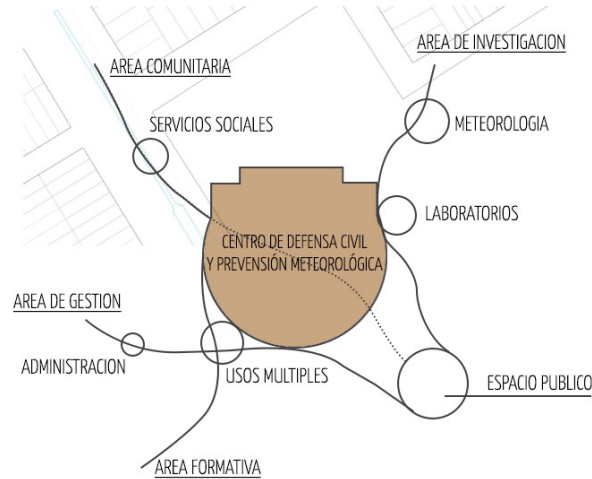 AREA DE INVESTIGACION
AREA COMUNITARIA
SERVICIOS SOCIALES
METEOROLOGIA
LABORATORIOS
CENTRO DE DEFENSA CIVIL
Y PREVENCIÓN METEOROLÓGICA
AREA DE GESTION
ADMINISTRACION
USOS MULTIPLES
ESPACIO PUBLICO
AREA FORMATIVA